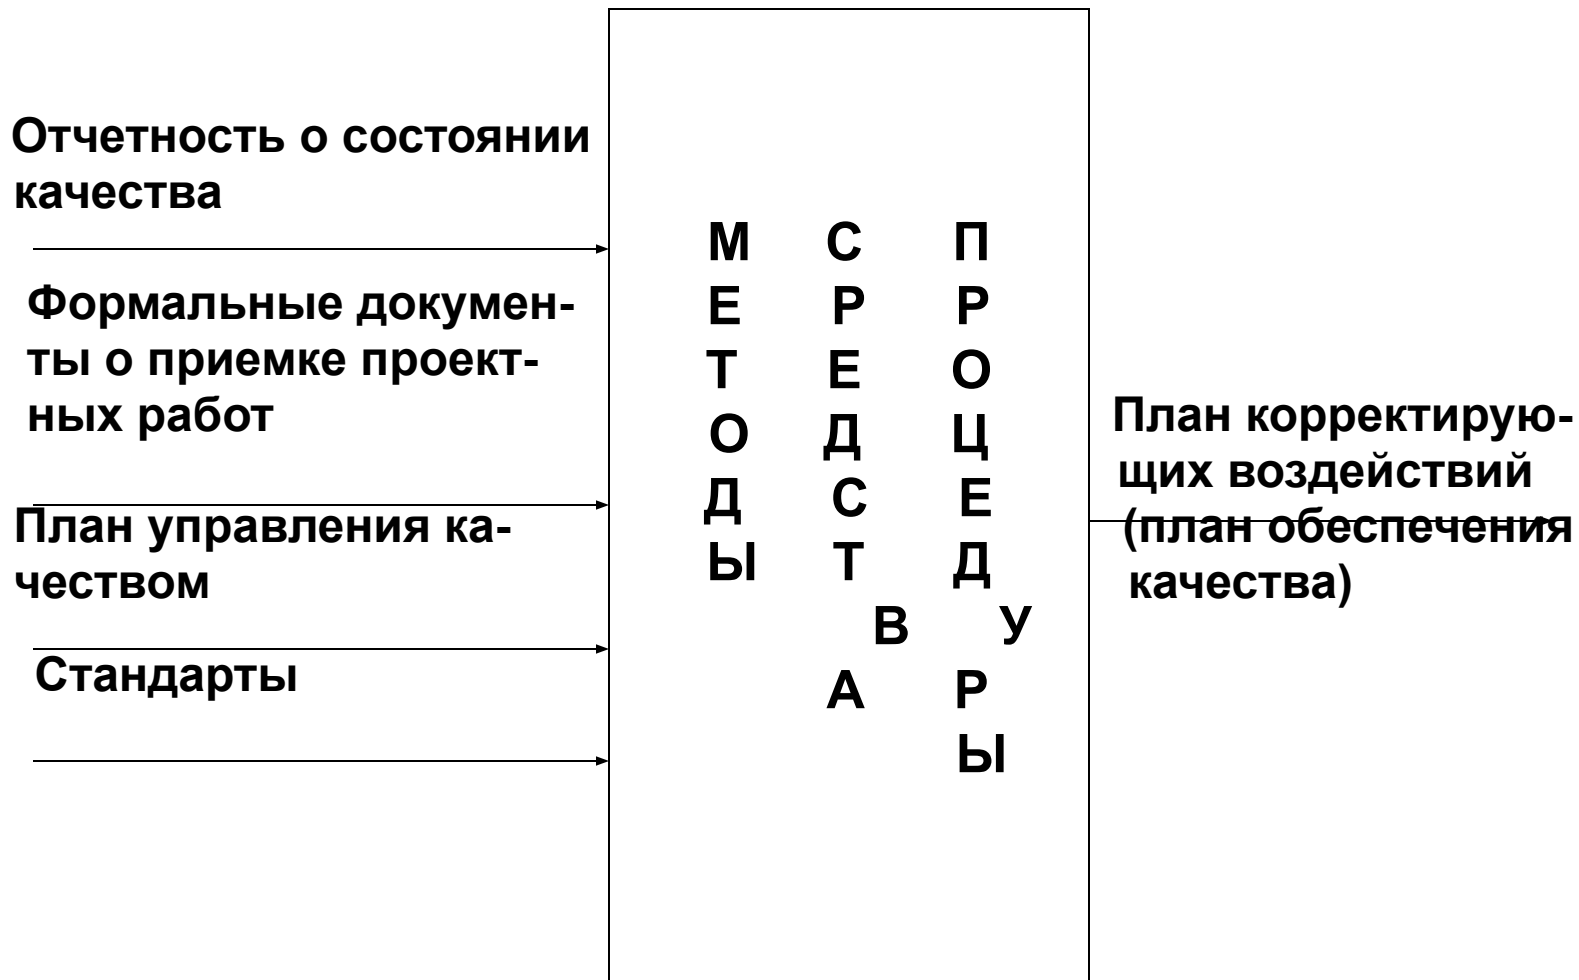 Отчетность о состоянии
качества
Формальные докумен-
ты о приемке проект-
ных работ
План управления ка-
чеством
Стандарты
М С П
Е Р Р
Т Е О
О Д Ц
Д С Е
Ы Т Д
В У
А Р
Ы
План корректирую-
щих воздействий
(план обеспечения
качества)